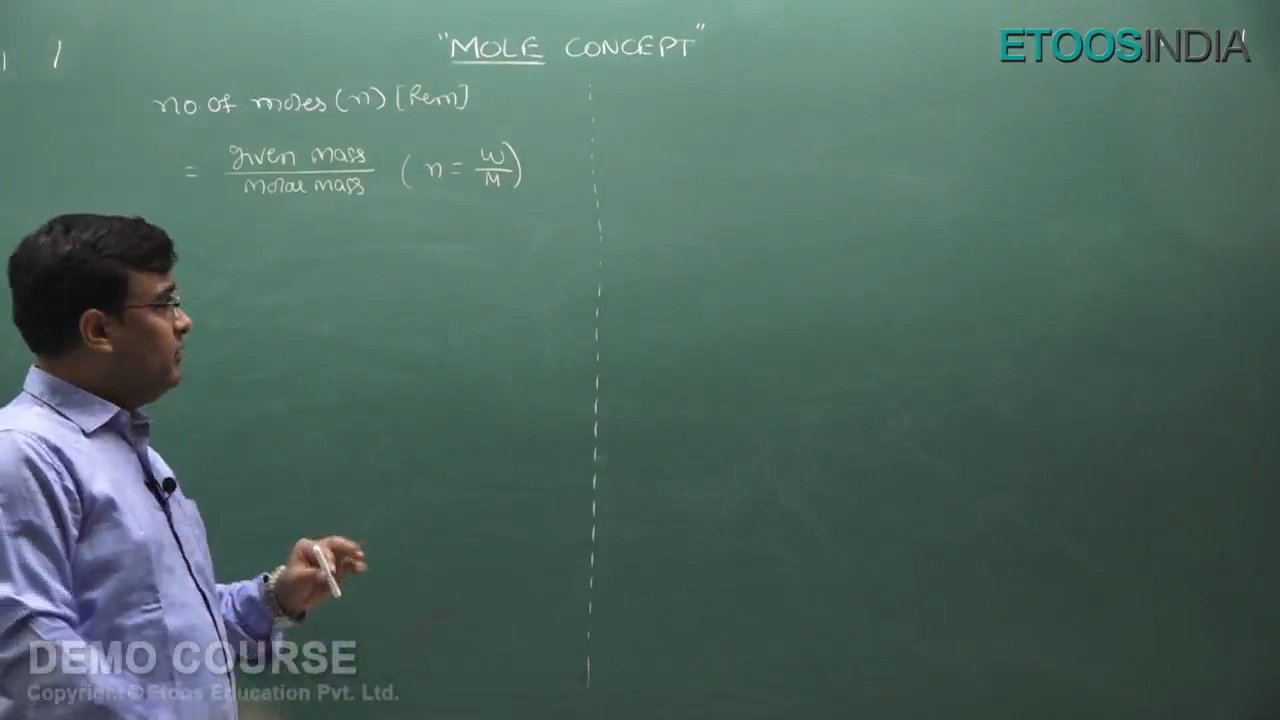 "MOLE CONCEPT"
ETOOSINDIA
no. of moles (n) [Rem]
= given mass / molar mass ( n = W / M )
DEMO COURSE
Copyright © Etoos Education Pvt. Ltd.